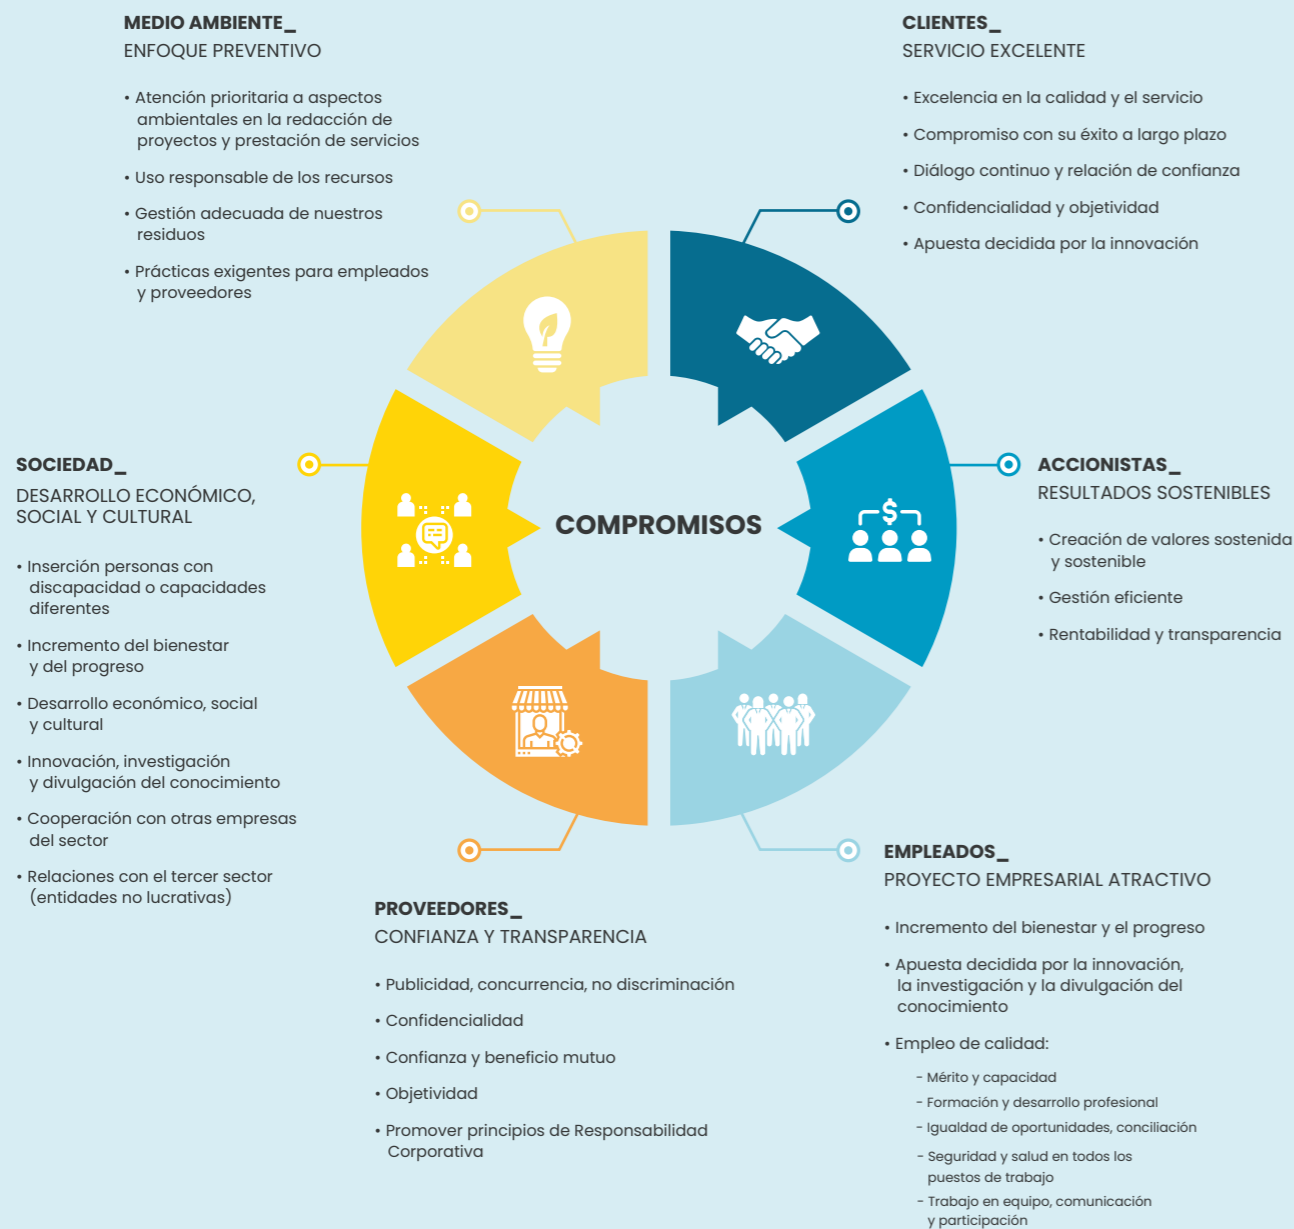 MEDIO AMBIENTE_
ENFOQUE PREVENTIVO
• Atención prioritaria a aspectos
ambientales en la redacción de
proyectos y prestación de servicios
• Uso responsable de los recursos
• Gestión adecuada de nuestros
residuos
• Prácticas exigentes para empleados
y proveedores
CLIENTES_
SERVICIO EXCELENTE
• Excelencia en la calidad y el servicio
• Compromiso con su éxito a largo plazo
• Diálogo continuo y relación de confianza
• Confidencialidad y objetividad
• Apuesta decidida por la innovación
SOCIEDAD_
DESARROLLO ECONÓMICO,
SOCIAL Y CULTURAL
• Inserción personas con
discapacidad o capacidades
diferentes
• Incremento del bienestar
y del progreso
• Desarrollo económico, social
y cultural
• Innovación, investigación
y divulgación del conocimiento
• Cooperación con otras empresas
del sector
• Relaciones con el tercer sector
(entidades no lucrativas)
COMPROMISOS
$
ACCIONISTAS_
RESULTADOS SOSTENIBLES
• Creación de valores sostenida
y sostenible
• Gestión eficiente
• Rentabilidad y transparencia
PROVEEDORES_
CONFIANZA Y TRANSPARENCIA
• Publicidad, concurrencia, no discriminación
• Confidencialidad
• Confianza y beneficio mutuo
• Objetividad
• Promover principios de Responsabilidad
Corporativa
EMPLEADOS_
PROYECTO EMPRESARIAL ATRACTIVO
• Incremento del bienestar y el progreso
• Apuesta decidida por la innovación,
la investigación y la divulgación del
conocimiento
• Empleo de calidad:
- Mérito y capacidad
- Formación y desarrollo profesional
- Igualdad de oportunidades, conciliación
- Seguridad y salud en todos los
puestos de trabajo
- Trabajo en equipo, comunicación
y participación